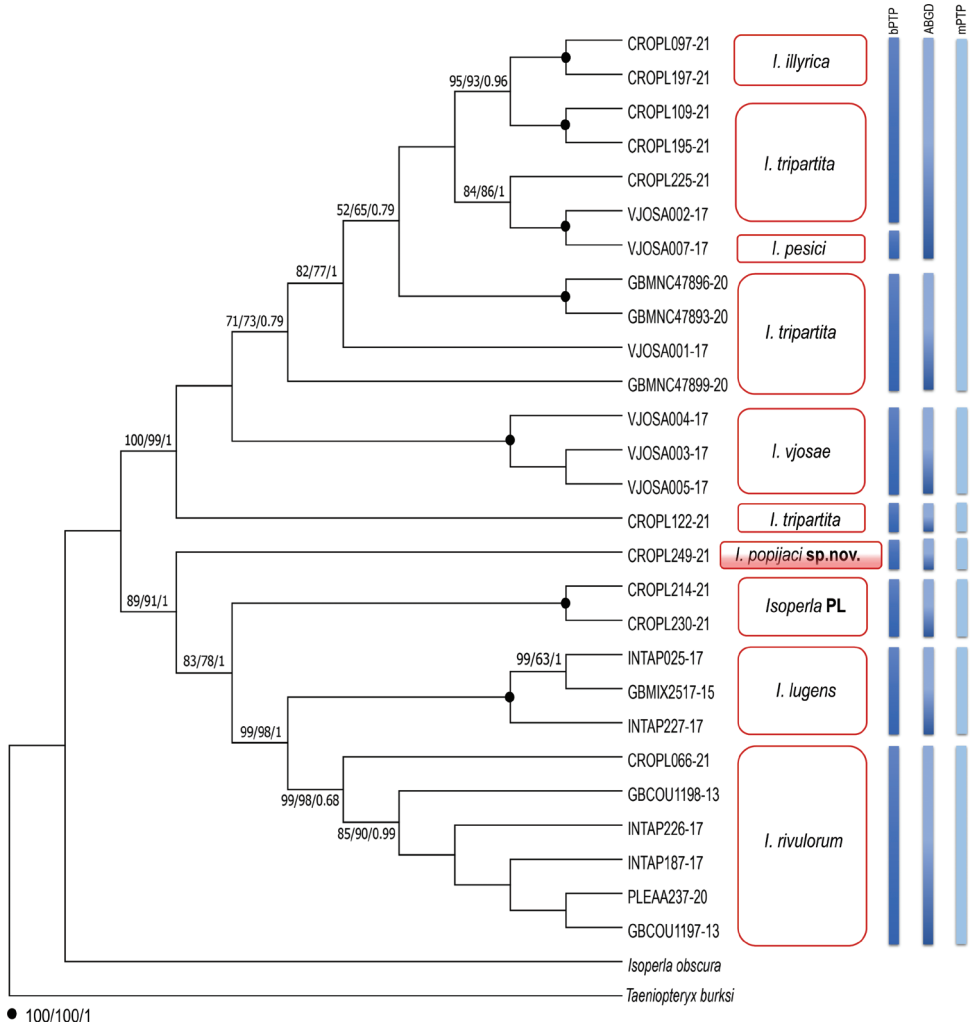 bPTP
ABGD
mPTP
CROPL097-21
I. illyrica
CROPL197-21
95/93/0.96
CROPL109-21
CROPL195-21
I. tripartita
CROPL225-21
84/86/1
VJOSA002-17
52/65/0.79
VJOSA007-17
I. pesici
82/77/1
GBMNC47896-20
GBMNC47893-20
71/73/0.79
I. tripartita
VJOSA001-17
GBMNC47899-20
VJOSA004-17
100/99/1
VJOSA003-17
I. vjosae
VJOSA005-17
CROPL122-21
I. tripartita
CROPL249-21
I. popijaci sp.nov.
CROPL214-21
89/91/1
Isoperla PL
CROPL230-21
INTAP025-17
83/78/1
99/63/1
GBMIX2517-15
I. lugens
INTAP227-17
99/98/1
CROPL066-21
GBCOU1198-13
99/98/0.68
INTAP226-17
85/90/0.99
I. rivulorum
INTAP187-17
PLEAA237-20
GBCOU1197-13
Isoperla obscura
Taeniopteryx burksi
100/100/1